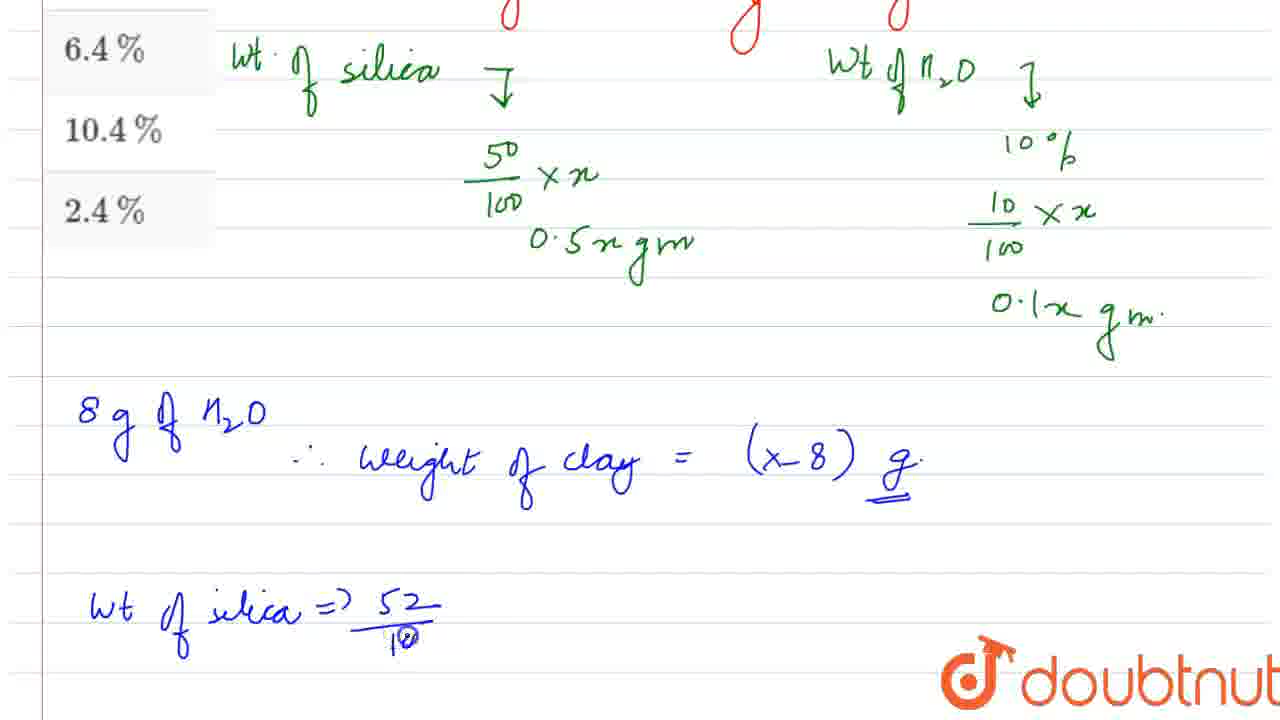 6.4 %
10.4 %
2.4 %
Wt. of silica
50/100 × x
0.5x gm
Wt of H₂O
10%
10/100 × x
0.1x gm.
8 g of H₂O
∴ weight of clay = (x-8) g.
Wt of silica => 52/10
doubtnut